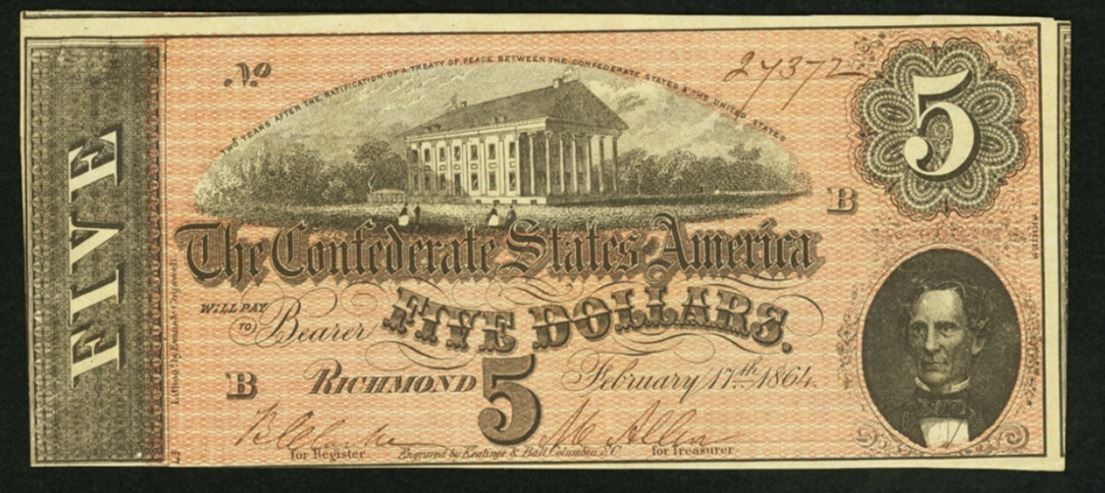 No 27372
TWO YEARS AFTER THE RATIFICATION OF A TREATY OF PEACE BETWEEN THE CONFEDERATE STATES & THE UNITED STATES
5
FIVE
B
The Confederate States America
WILL PAY TO Bearer FIVE DOLLARS.
B RICHMOND 5 February 17th 1864.
Allen
for Register Engraved by Keatinge & Ball Columbia S C for Treasurer